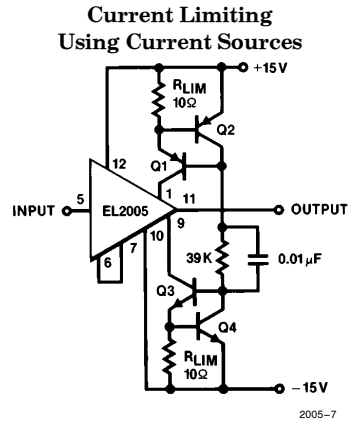 Current Limiting
Using Current Sources
+15V
RLIM
10Ω
Q2
12
Q1
1
11
5
INPUT
EL2005
OUTPUT
10
9
7
6
39K
0.01μF
Q3
Q4
RLIM
10Ω
−15V
2005–7